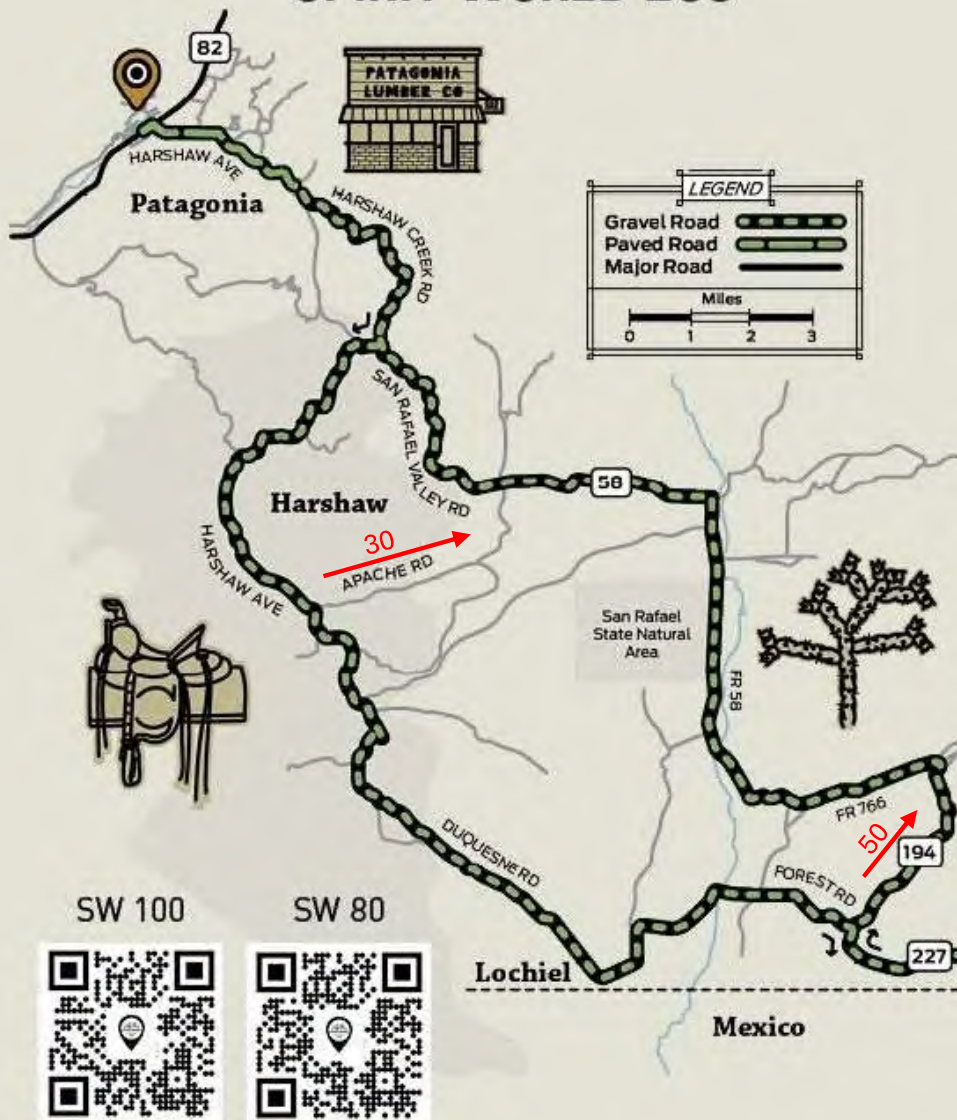 82
PATAGONIA
LUMBER CO
HARSHAW AVE
Patagonia
HARSHAW CREEK RD
LEGEND
Gravel Road
Paved Road
Major Road
Miles
0 1 2 3
SAN RAFAEL VALLEY RD
58
Harshaw
30
APACHE RD
HARSHAW AVE
San Rafael
State Natural
Area
FR 58
FR 766
50
194
DUQUESNE RD
FOREST RD
227
SW 100
SW 80
Lochiel
Mexico